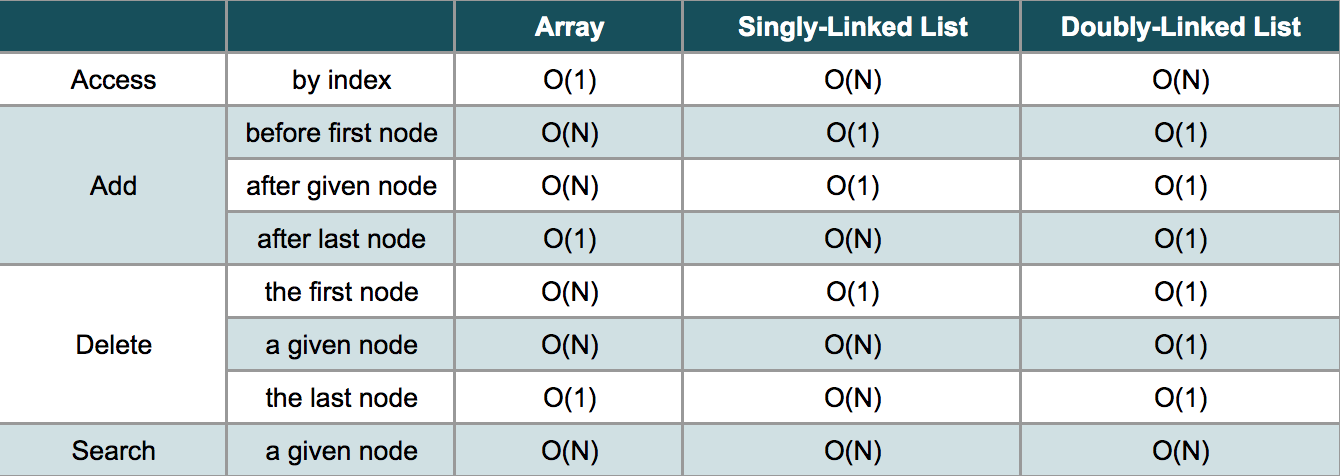 Array Singly-Linked List Doubly-Linked List
Access by index O(1) O(N) O(N)
before first node O(N) O(1) O(1)
Add after given node O(N) O(1) O(1)
after last node O(1) O(N) O(1)
the first node O(N) O(1) O(1)
Delete a given node O(N) O(N) O(1)
the last node O(1) O(N) O(1)
Search a given node O(N) O(N) O(N)